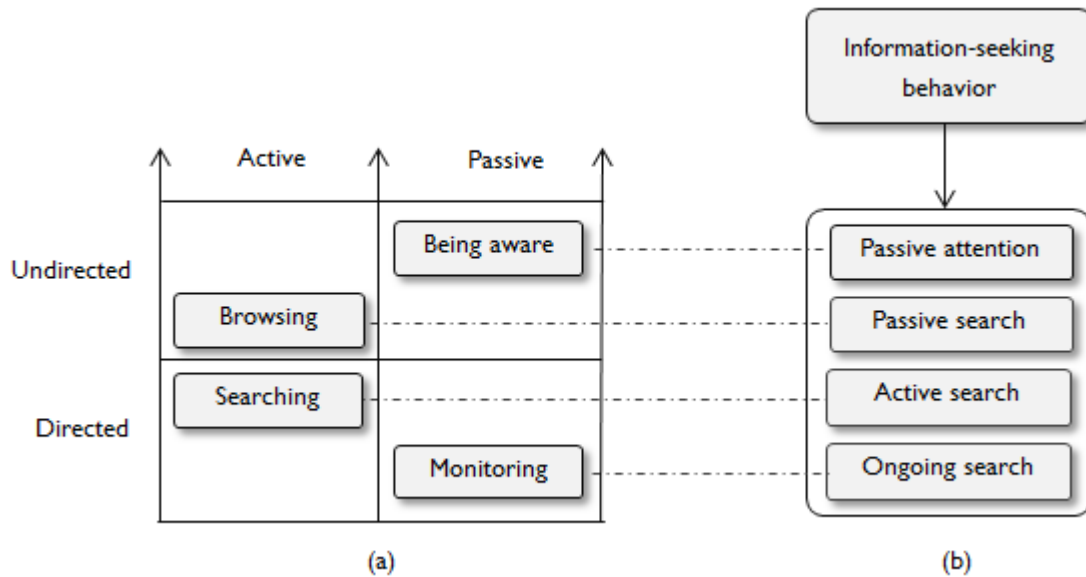 Information-seeking
behavior
Active
Passive
Being aware
Passive attention
Undirected
Browsing
Passive search
Searching
Active search
Directed
Monitoring
Ongoing search
(a)
(b)